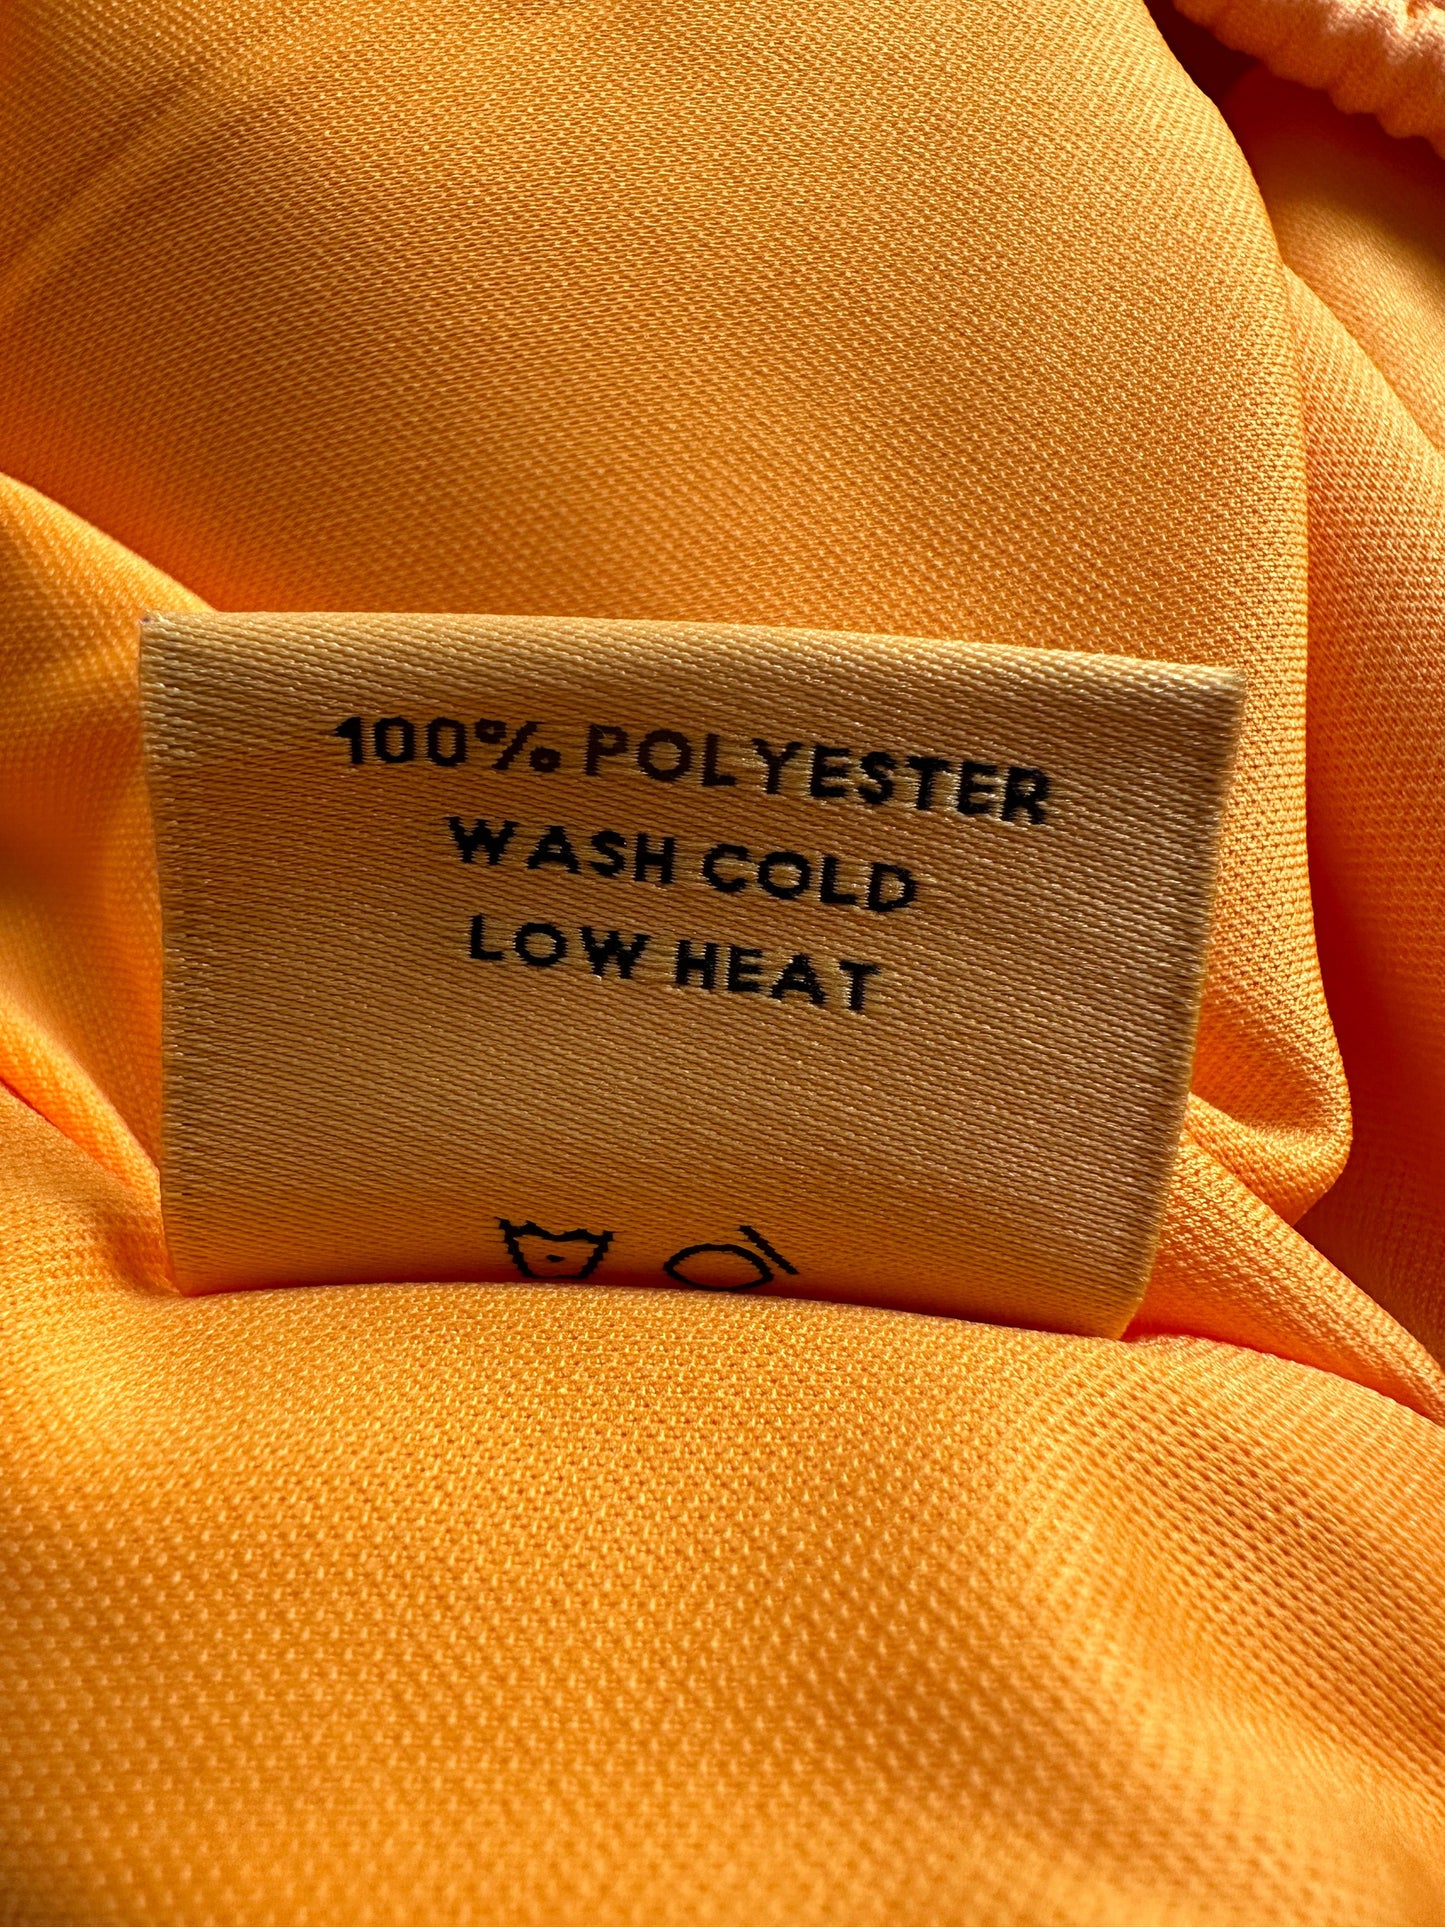 100% POLYESTER
WASH COLD
LOW HEAT